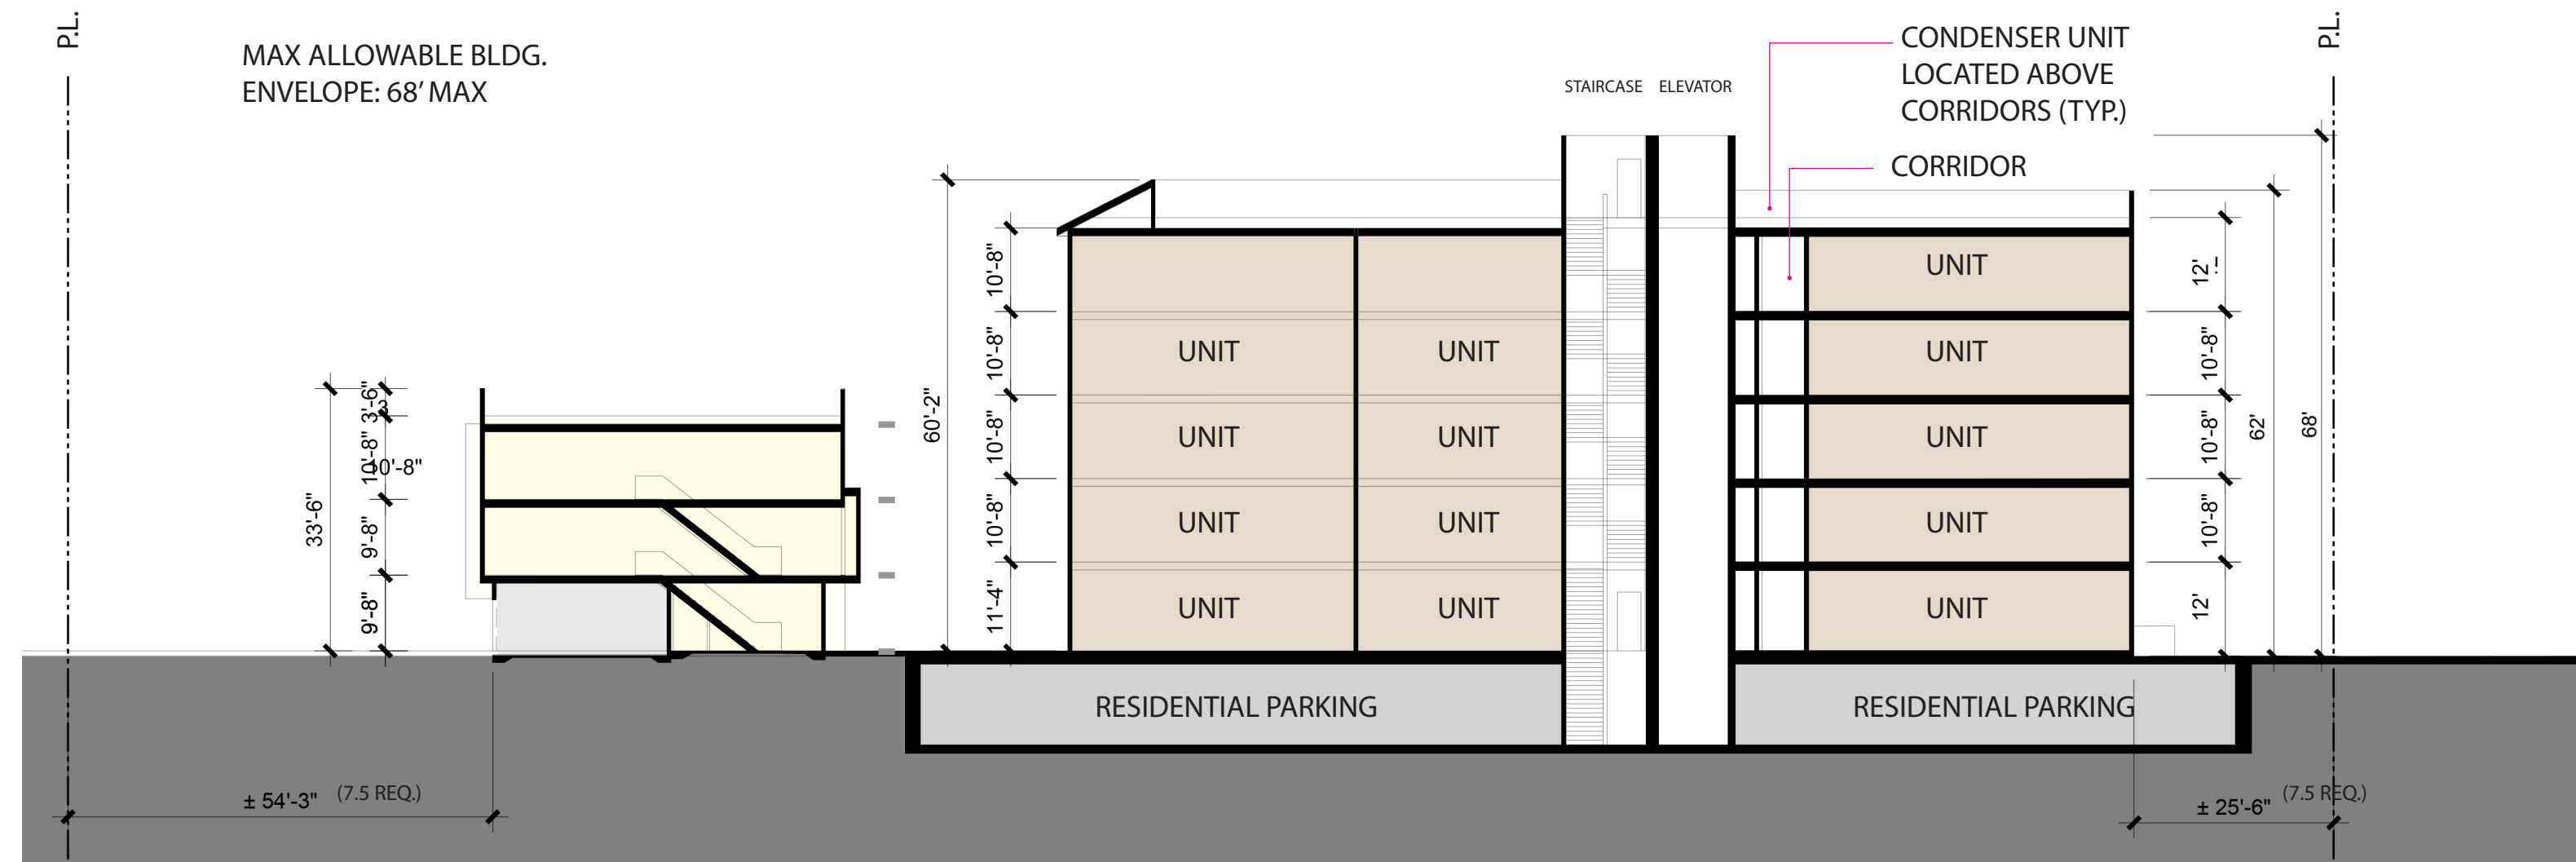 P.L.
P.L.
MAX ALLOWABLE BLDG.
ENVELOPE: 68' MAX
CONDENSER UNIT
LOCATED ABOVE
CORRIDORS (TYP.)
STAIRCASE ELEVATOR
CORRIDOR
33'-6"
3'-6"
10'-8"
10'-8"
9'-8"
9'-8"
60'-2"
10'-8"
10'-8"
10'-8"
10'-8"
11'-4"
UNIT
UNIT UNIT UNIT
UNIT UNIT UNIT
UNIT UNIT UNIT
UNIT UNIT UNIT
12'
10'-8"
10'-8"
10'-8"
12'
62'
68'
RESIDENTIAL PARKING
RESIDENTIAL PARKING
± 54'-3" (7.5 REQ.)
± 25'-6" (7.5 REQ.)